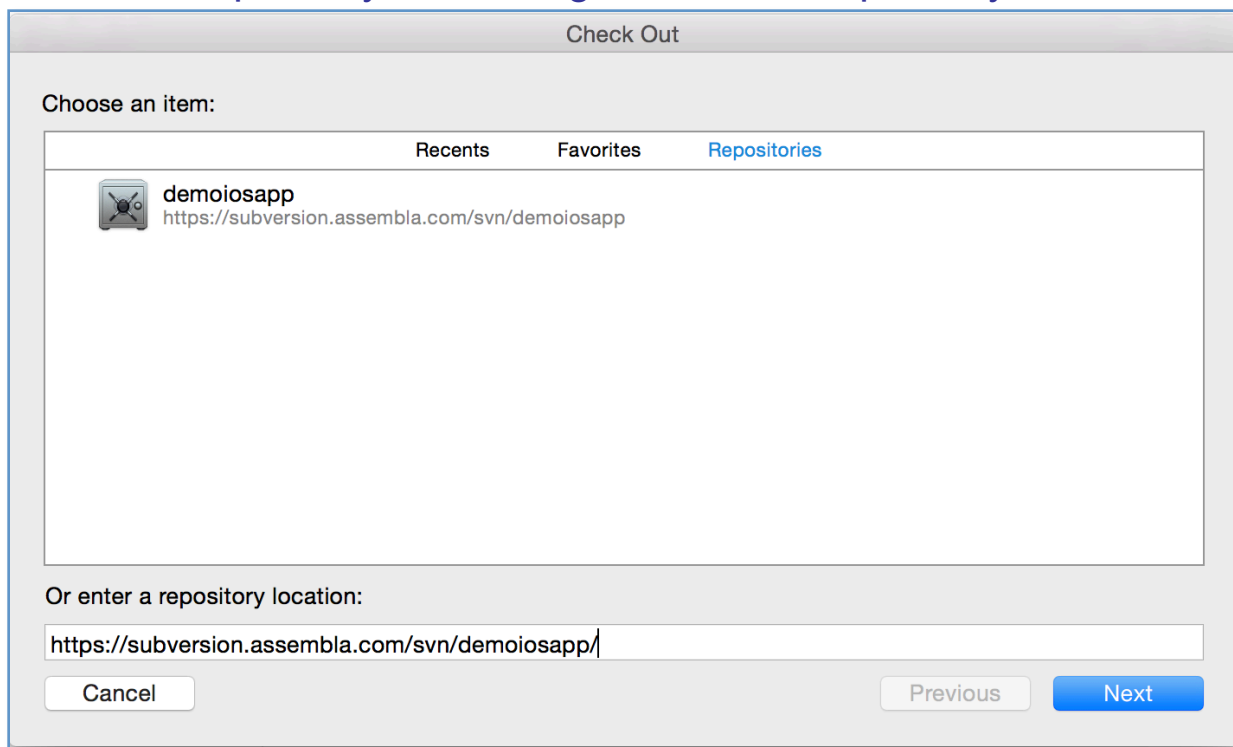 Check Out
Choose an item:
Recents Favorites Repositories
demoiosapp
https://subversion.assembla.com/svn/demoiosapp
Or enter a repository location:
https://subversion.assembla.com/svn/demoiosapp/
Cancel Previous Next